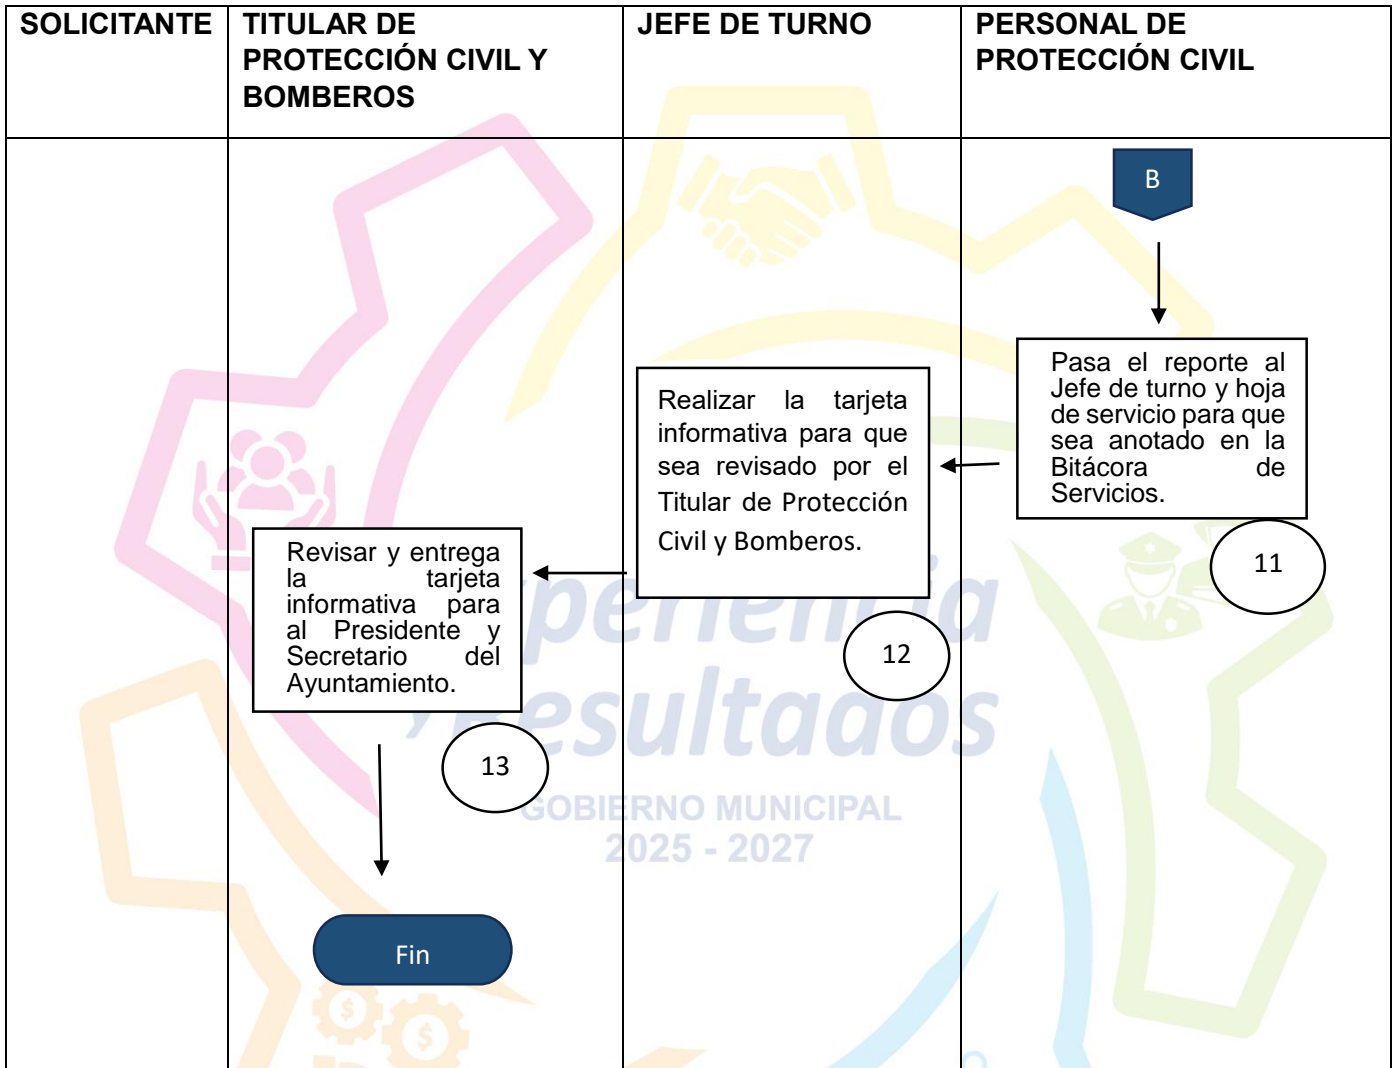 SOLICITANTE
TITULAR DE
PROTECCIÓN CIVIL Y
BOMBEROS
JEFE DE TURNO
PERSONAL DE
PROTECCIÓN CIVIL
B
Pasa el reporte al
Jefe de turno y hoja
de servicio para que
sea anotado en la
Bitácora de
Servicios.
11
Realizar la tarjeta
informativa para que
sea revisado por el
Titular de Protección
Civil y Bomberos.
12
Revisar y entrega
la tarjeta
informativa para
al Presidente y
Secretario del
Ayuntamiento.
13
Fin
periencia
y Resultados
GOBIERNO MUNICIPAL
2025 - 2027